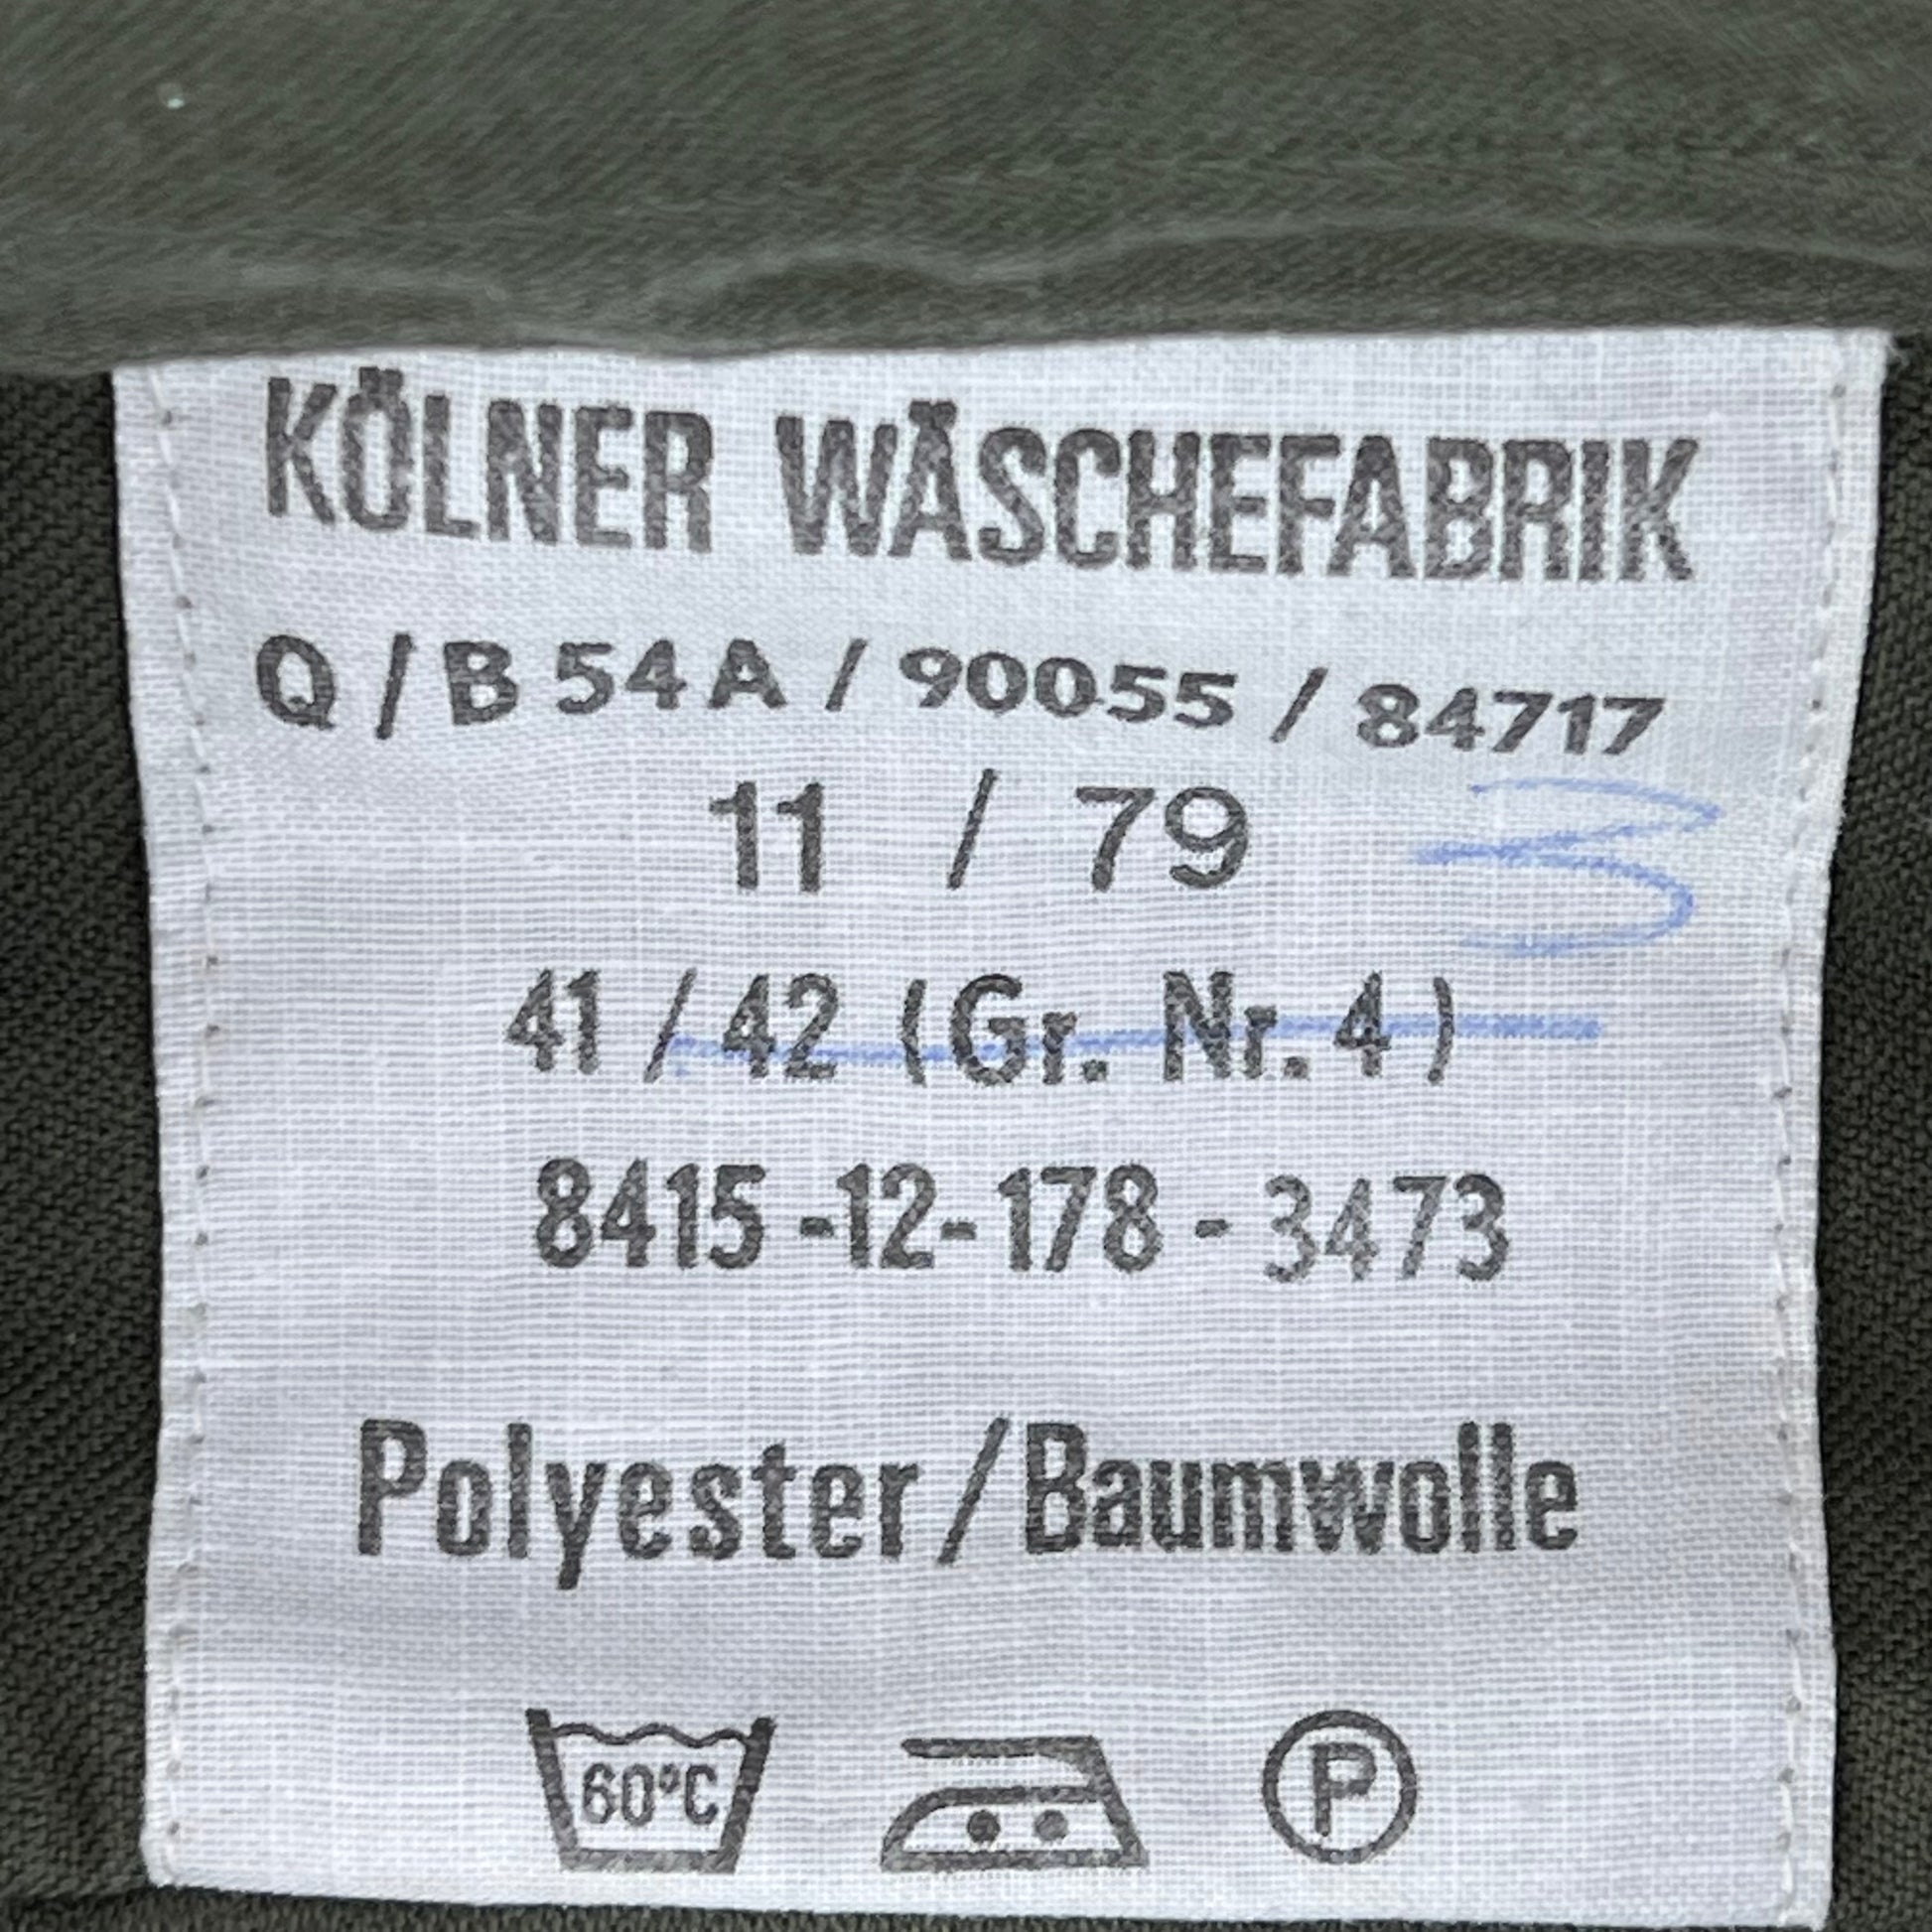 KÖLNER WÄSCHEFABRIK
Q / B 54 A / 90055 / 84717
11 / 79
3
41 / 42 (Gr. Nr. 4)
8415-12-178-3473
Polyester/Baumwolle
60°C P